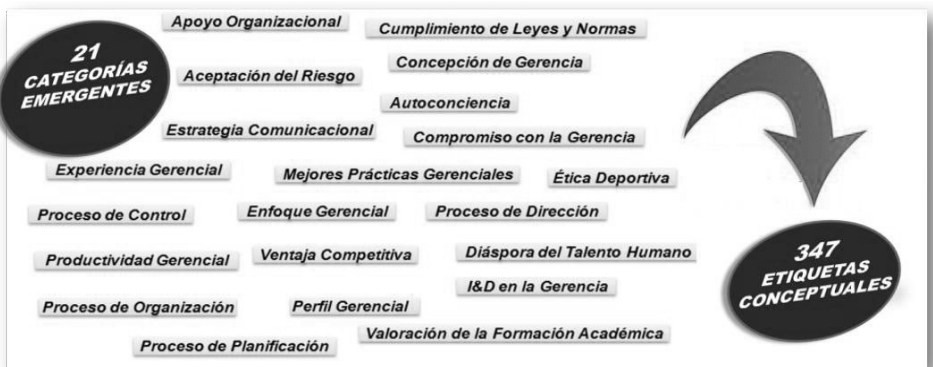 21
CATEGORÍAS
EMERGENTES
Apoyo Organizacional
Cumplimiento de Leyes y Normas
Aceptación del Riesgo
Concepción de Gerencia
Autoconciencia
Estrategia Comunicacional
Compromiso con la Gerencia
Experiencia Gerencial
Mejores Prácticas Gerenciales
Ética Deportiva
Proceso de Control
Enfoque Gerencial
Proceso de Dirección
Productividad Gerencial
Ventaja Competitiva
Diáspora del Talento Humano
I&D en la Gerencia
Proceso de Organización
Perfil Gerencial
Valoración de la Formación Académica
Proceso de Planificación
347
ETIQUETAS
CONCEPTUALES